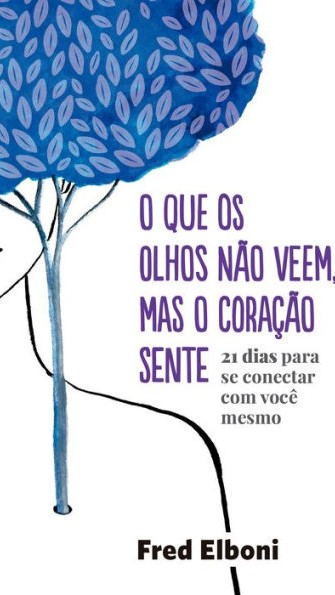 O QUE OS
OLHOS NÃO VEEM,
MAS O CORAÇÃO
SENTE
21 dias para
se conectar
com você
mesmo
Fred Elboni